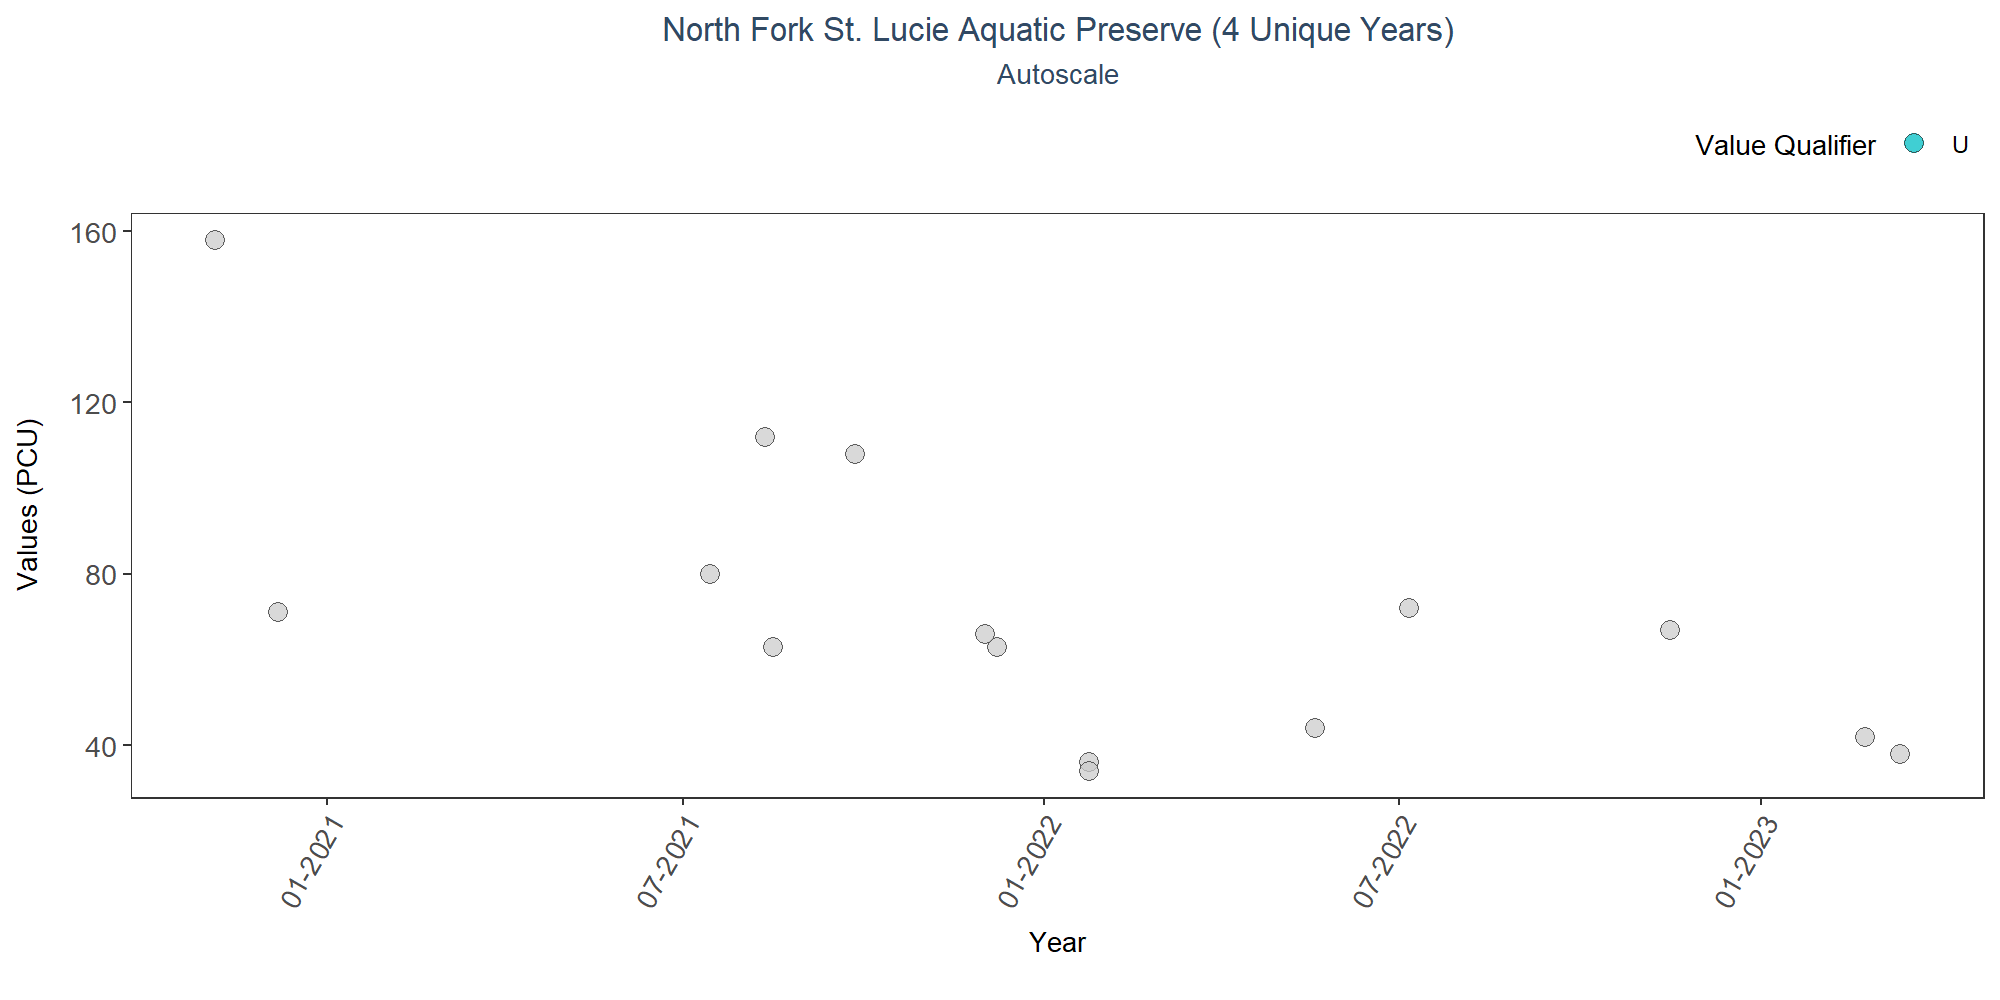 North Fork St. Lucie Aquatic Preserve (4 Unique Years)
Autoscale
Value Qualifier U
160
120
80
40
Values (PCU)
01-2021
07-2021
01-2022
07-2022
01-2023
Year